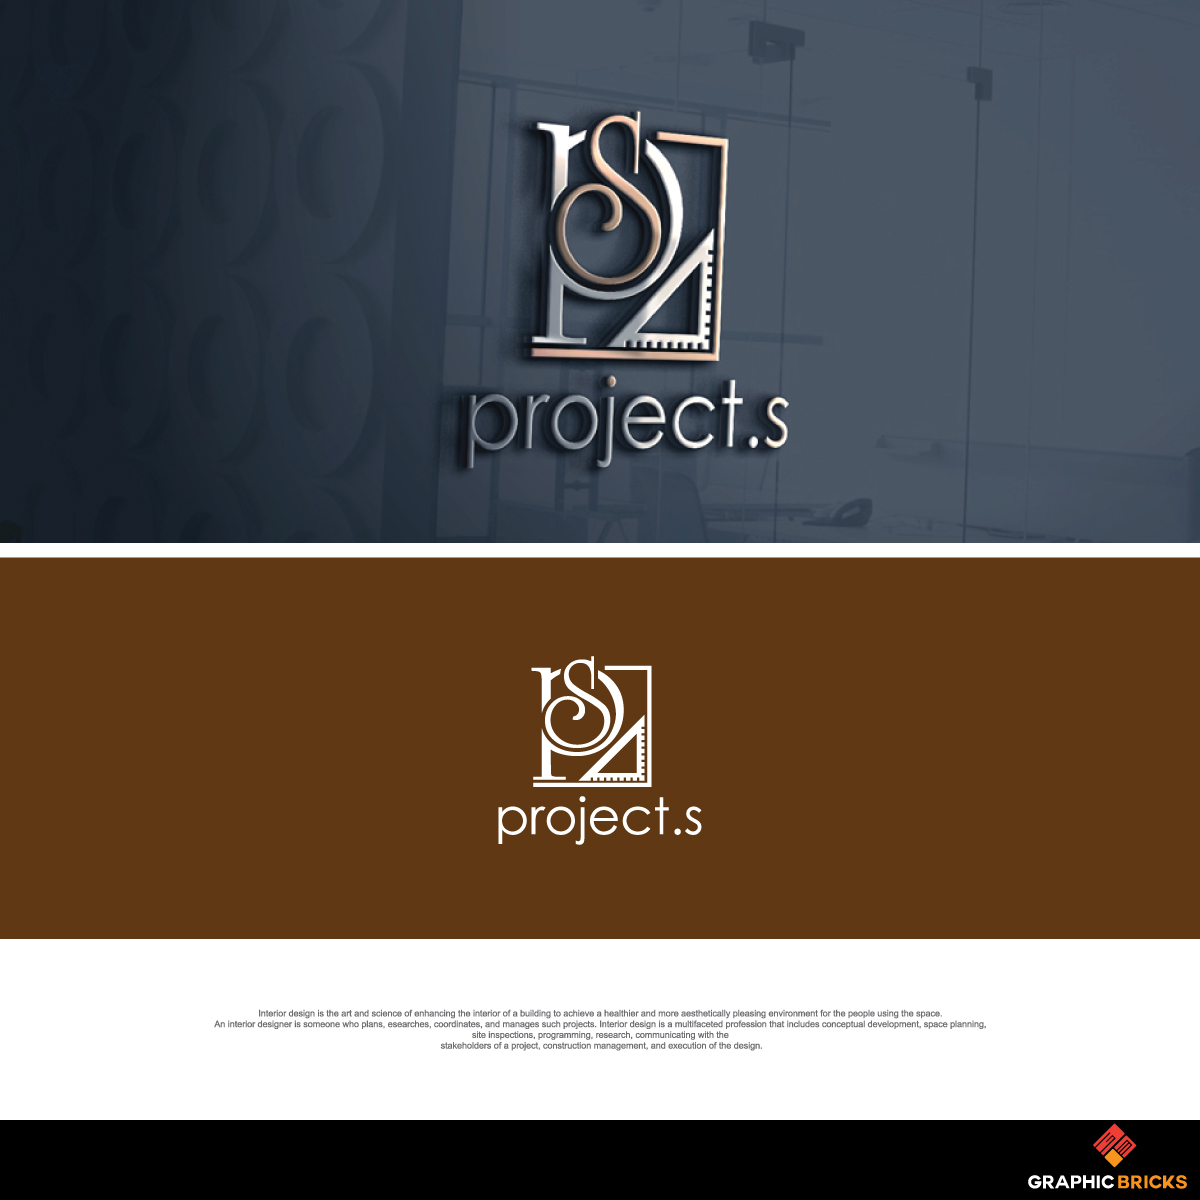 PS
project.s
PS
project.s
Interior design is the art and science of enhancing the interior of a building to achieve a healthier and more aesthetically pleasing environment for the people using the space.
An interior designer is someone who plans, esearches, coordinates, and manages such projects. Interior design is a multifaceted profession that includes conceptual development, space planning,
site inspections, programming, research, communicating with the
stakeholders of a project, construction management, and execution of the design.
GRAPHIC BRICKS